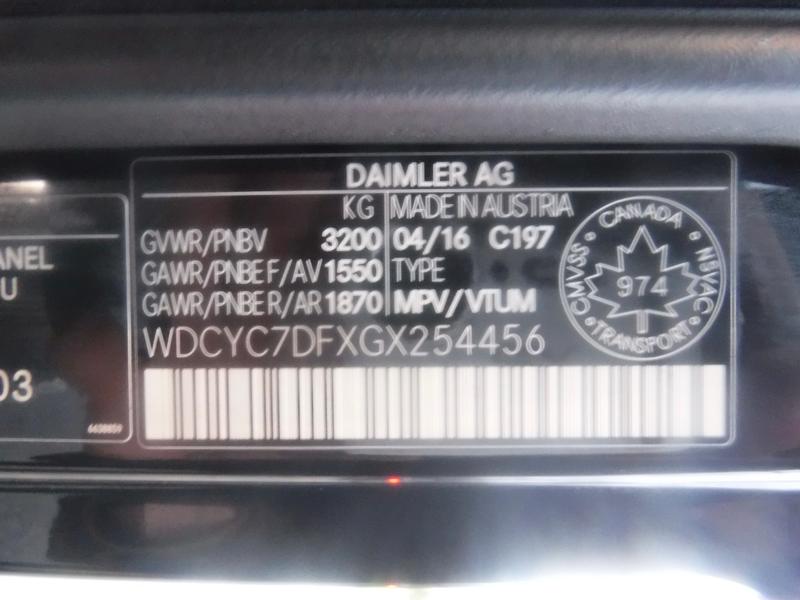 DAIMLER AG
KG MADE IN AUSTRIA
GVWR/PNBV 3200 04/16 C197
GAWR/PNBE F/AV 1550 TYPE
GAWR/PNBE R/AR 1870 MPV/VTUM
WDCYC7DFXGX254456
CANADA
CMVSS NSVAC
974
TRANSPORT
ANEL
U
03